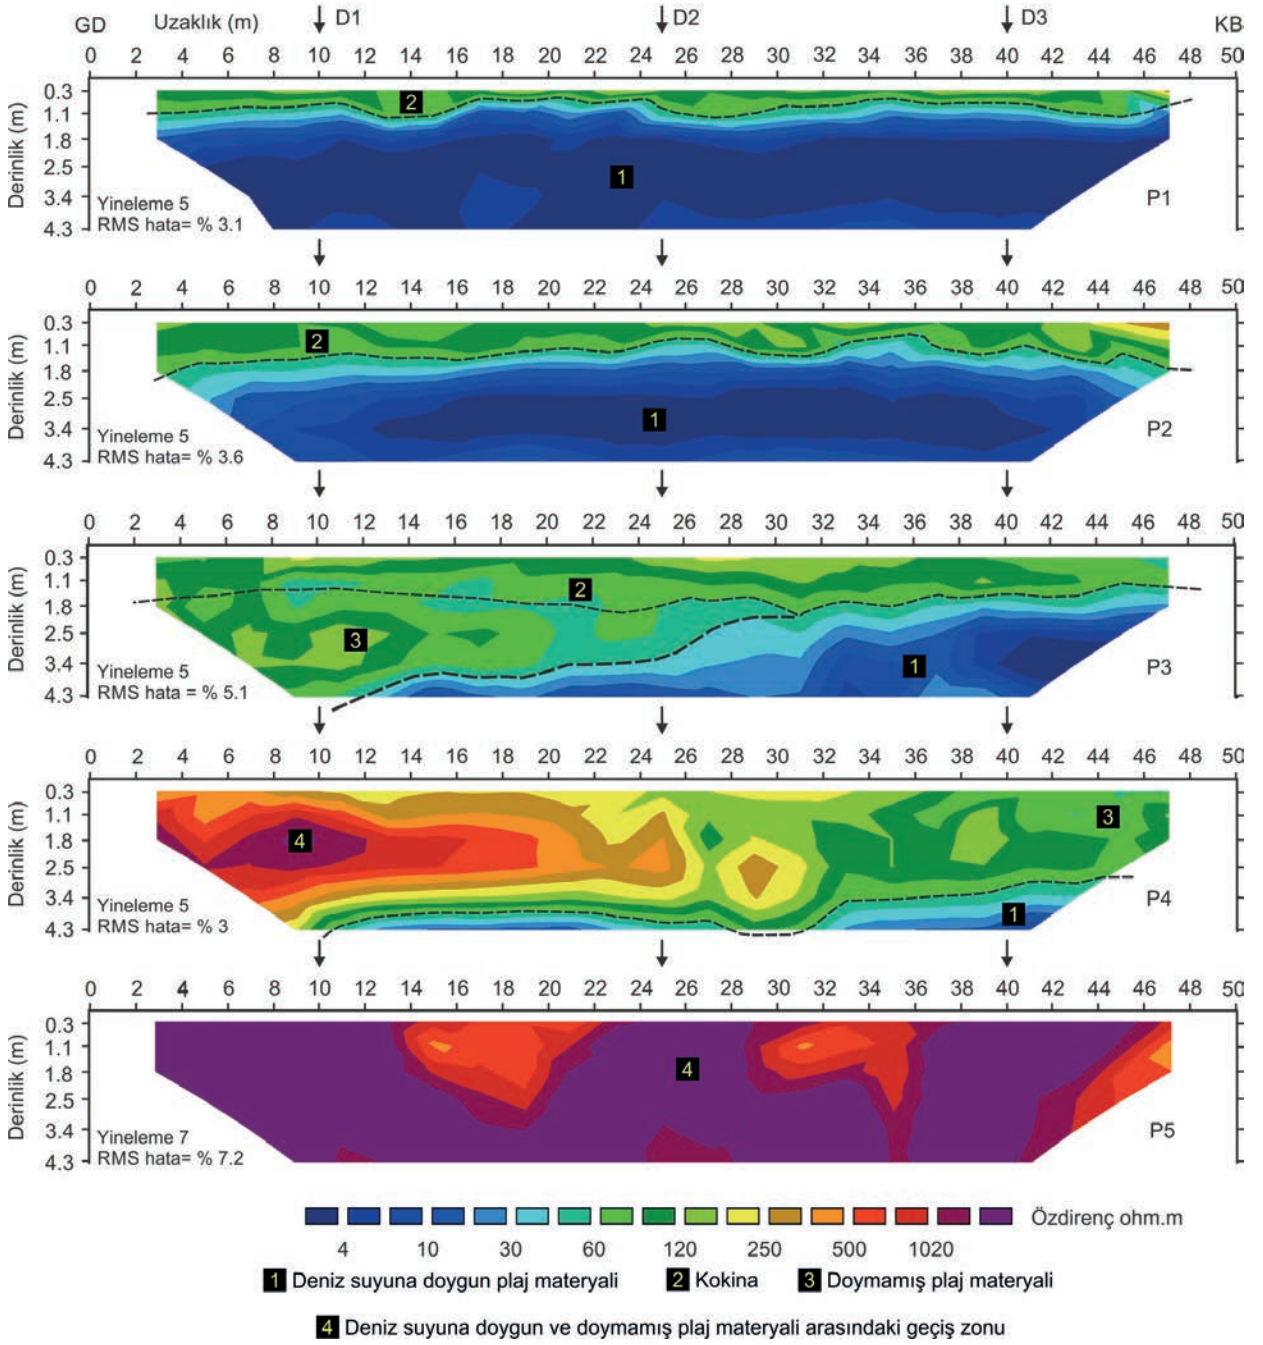 GD Uzaklık (m) D1 D2 D3 KB
0 2 4 6 8 10 12 14 16 18 20 22 24 26 28 30 32 34 36 38 40 42 44 46 48 50
Derinlik (m)
0.3
1.1
1.8
2.5
3.4
4.3
2
1
Yineleme 5
RMS hata= % 3.1
P1
0 2 4 6 8 10 12 14 16 18 20 22 24 26 28 30 32 34 36 38 40 42 44 46 48 50
Derinlik (m)
0.3
1.1
1.8
2.5
3.4
4.3
2
1
Yineleme 5
RMS hata= % 3.6
P2
0 2 4 6 8 10 12 14 16 18 20 22 24 26 28 30 32 34 36 38 40 42 44 46 48 50
Derinlik (m)
0.3
1.1
1.8
2.5
3.4
4.3
2
3
1
Yineleme 5
RMS hata = % 5.1
P3
0 2 4 6 8 10 12 14 16 18 20 22 24 26 28 30 32 34 36 38 40 42 44 46 48 50
Derinlik (m)
0.3
1.1
1.8
2.5
3.4
4.3
3
4
1
Yineleme 5
RMS hata= % 3
P4
0 2 4 6 8 10 12 14 16 18 20 22 24 26 28 30 32 34 36 38 40 42 44 46 48 50
Derinlik (m)
0.3
1.1
1.8
2.5
3.4
4.3
4
Yineleme 7
RMS hata= % 7.2
P5
Özdirenç ohm.m
4 10 30 60 120 250 500 1020
1 Deniz suyuna doygun plaj materyali 2 Kokina 3 Doymamış plaj materyali
4 Deniz suyuna doygun ve doymamış plaj materyali arasındaki geçiş zonu